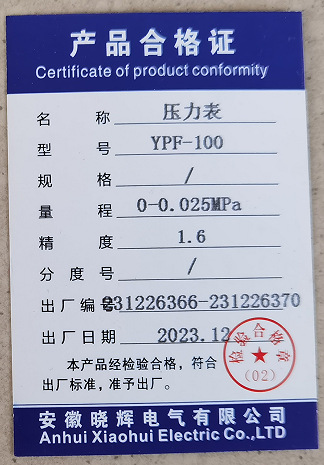 产品合格证
Certificate of product conformity
名 称 压力表
型 号 YPF-100
规 格 /
量 程 0-0.025MPa
精 度 1.6
分 度 号 /
出厂编号 231226366-231226370
出厂日期 2023.12
本产品经检验合格，符合
出厂标准，准予出厂。
检验合格章
(02)
安徽晓辉电气有限公司
Anhui Xiaohui Electric Co.,LTD